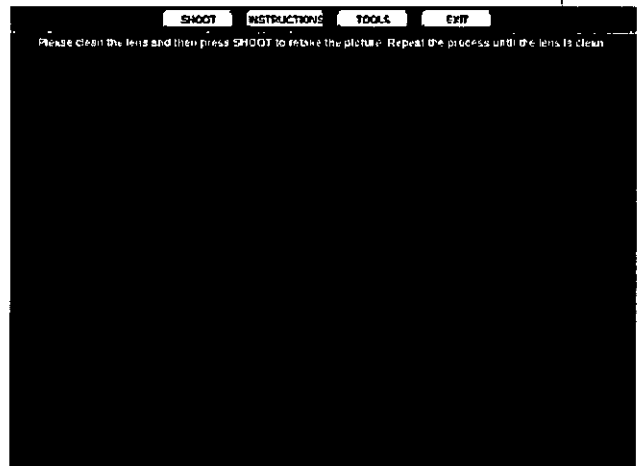 SHOOT INSTRUCTIONS TOOLS EXIT
Please clean the lens and then press SHOOT to retake the picture. Repeat the process until the lens is clean